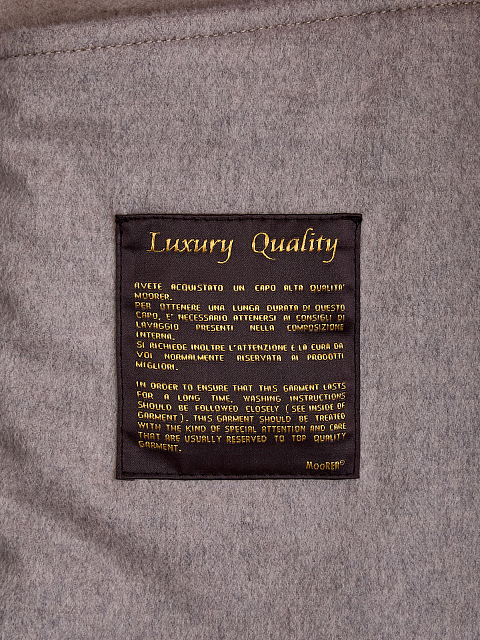 Luxury Quality
AVETE ACQUISTATO UN CAPO ALTA QUALITA'
MOORER.
PER OTTENERE UNA LUNGA DURATA DI QUESTO
CAPO, E' NECESSARIO ATTENERSI AI CONSIGLI DI
LAVAGGIO PRESENTI NELLA COMPOSIZIONE
INTERNA.
SI RICHIEDE INOLTRE L'ATTENZIONE E LA CURA DA
VOI NORMALMENTE RISERVATA AI PRODOTTI
MIGLIORI.
IN ORDER TO ENSURE THAT THIS GARMENT LASTS
FOR A LONG TIME, WASHING INSTRUCTIONS
SHOULD BE FOLLOWED CLOSELY (SEE INSIDE OF
GARMENT). THIS GARMENT SHOULD BE TREATED
WITH THE KIND OF SPECIAL ATTENTION AND CARE
THAT ARE USUALLY RESERVED TO TOP QUALITY
GARMENT.
MOORER®